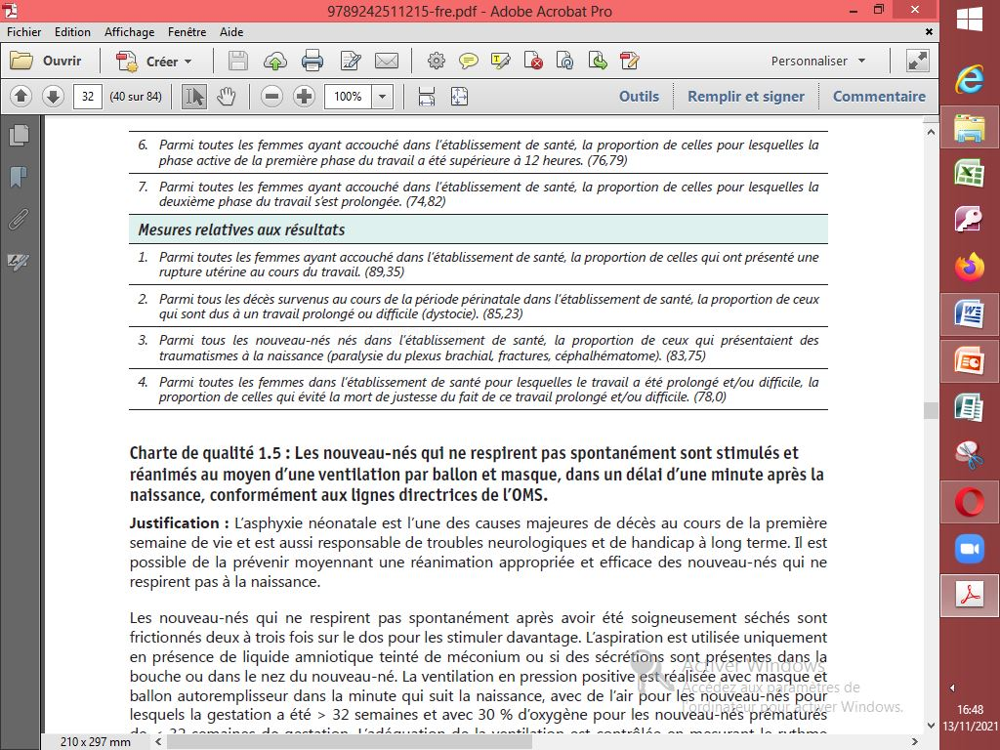 9789242511215-fre.pdf - Adobe Acrobat Pro
Fichier Edition Affichage Fenêtre Aide
Ouvrir Créer Personnaliser
32 (40 sur 84) 100% Outils Remplir et signer Commentaire
6. Parmi toutes les femmes ayant accouché dans l'établissement de santé, la proportion de celles pour lesquelles la
phase active de la première phase du travail a été supérieure à 12 heures. (76,79)
7. Parmi toutes les femmes ayant accouché dans l'établissement de santé, la proportion de celles pour lesquelles la
deuxième phase du travail s'est prolongée. (74,82)
Mesures relatives aux résultats
1. Parmi toutes les femmes ayant accouché dans l'établissement de santé, la proportion de celles qui ont présenté une
rupture utérine au cours du travail. (89,35)
2. Parmi tous les décès survenus au cours de la période périnatale dans l'établissement de santé, la proportion de ceux
qui sont dus à un travail prolongé ou difficile (dystocie). (85,23)
3. Parmi tous les nouveau-nés nés dans l'établissement de santé, la proportion de ceux qui présentaient des
traumatismes à la naissance (paralysie du plexus brachial, fractures, céphalhématome). (83,75)
4. Parmi toutes les femmes dans l'établissement de santé pour lesquelles le travail a été prolongé et/ou difficile, la
proportion de celles qui évité la mort de justesse du fait de ce travail prolongé et/ou difficile. (78,0)
Charte de qualité 1.5 : Les nouveau-nés qui ne respirent pas spontanément sont stimulés et
réanimés au moyen d'une ventilation par ballon et masque, dans un délai d'une minute après la
naissance, conformément aux lignes directrices de l'OMS.
Justification : L'asphyxie néonatale est l'une des causes majeures de décès au cours de la première
semaine de vie et est aussi responsable de troubles neurologiques et de handicap à long terme. Il est
possible de la prévenir moyennant une réanimation appropriée et efficace des nouveau-nés qui ne
respirent pas à la naissance.
Les nouveau-nés qui ne respirent pas spontanément après avoir été soigneusement séchés sont
frictionnés deux à trois fois sur le dos pour les stimuler davantage. L'aspiration est utilisée uniquement
en présence de liquide amniotique teinté de méconium ou si des sécrétions sont présentes dans la
bouche ou dans le nez du nouveau-né. La ventilation en pression positive est réalisée avec masque et
ballon autoremplisseur dans la minute qui suit la naissance, avec de l'air pour les nouveau-nés pour
lesquels la gestation a été > 32 semaines et avec 30 % d'oxygène pour les nouveau-nés prématurés
de < 32 semaines de gestation. L'adéquation de la ventilation est contrôlée en mesurant le rythme
Activer Windows
Accédez aux paramètres de
l'ordinateur pour activer Windows.
210 x 297 mm
16:48
13/11/2021